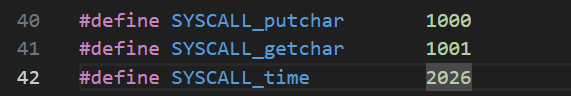 40 #define SYSCALL_putchar 1000
41 #define SYSCALL_getchar 1001
42 #define SYSCALL_time 2026